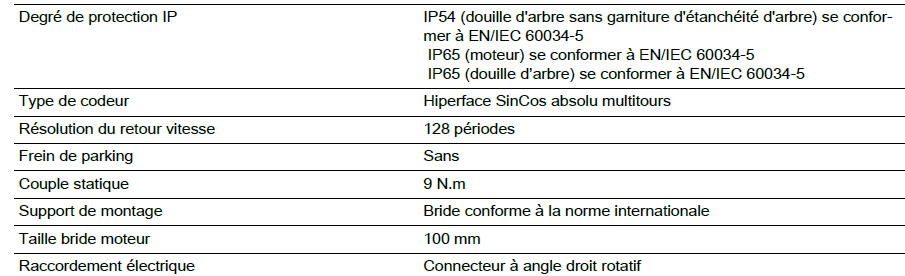 Degré de protection IP IP54 (douille d'arbre sans garniture d'étanchéité d'arbre) se confor-
mer à EN/IEC 60034-5
IP65 (moteur) se conformer à EN/IEC 60034-5
IP65 (douille d'arbre) se conformer à EN/IEC 60034-5
Type de codeur Hiperface SinCos absolu multitours
Résolution du retour vitesse 128 périodes
Frein de parking Sans
Couple statique 9 N.m
Support de montage Bride conforme à la norme internationale
Taille bride moteur 100 mm
Raccordement électrique Connecteur à angle droit rotatif